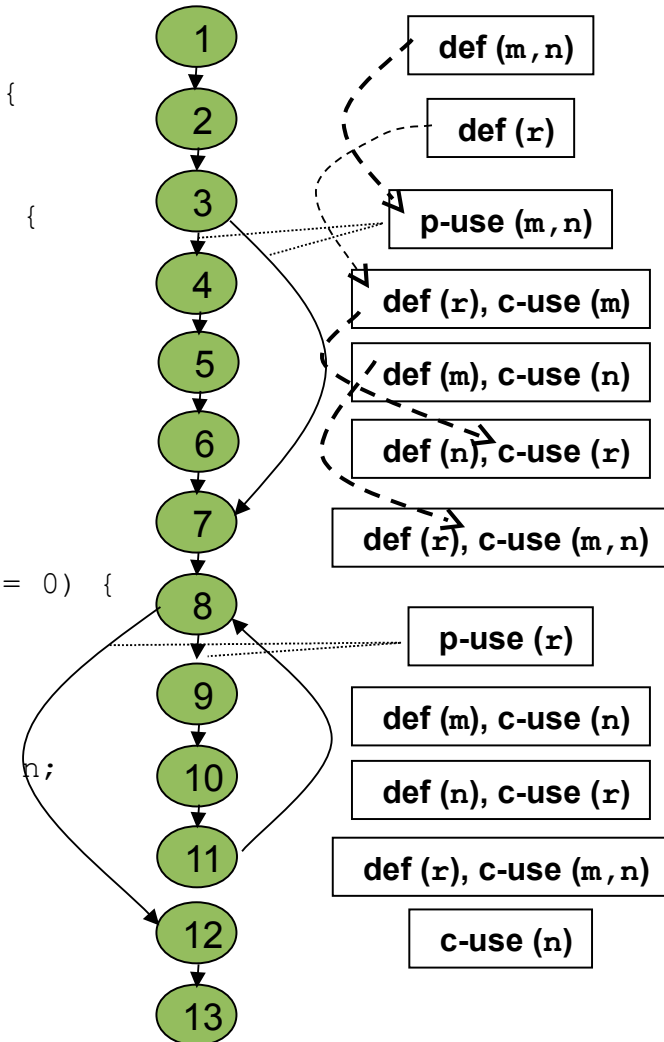 1 def (m,n)
{
2 def (r)
{
3 p-use (m,n)
4 def (r), c-use (m)
5 def (m), c-use (n)
6 def (n), c-use (r)
7 def (r), c-use (m,n)
= 0) {
8 p-use (r)
9 def (m), c-use (n)
n;
10 def (n), c-use (r)
11 def (r), c-use (m,n)
12 c-use (n)
13